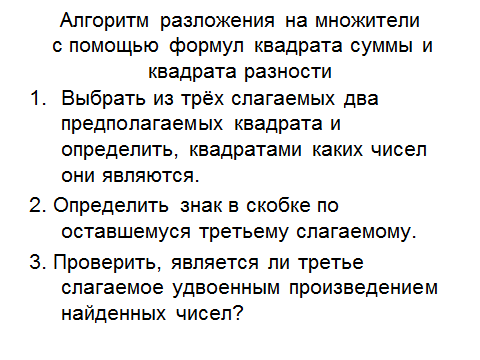 Алгоритм разложения на множители
с помощью формул квадрата суммы и
квадрата разности
1. Выбрать из трёх слагаемых два
предполагаемых квадрата и
определить, квадратами каких чисел
они являются.
2. Определить знак в скобке по
оставшемуся третьему слагаемому.
3. Проверить, является ли третье
слагаемое удвоенным произведением
найденных чисел?